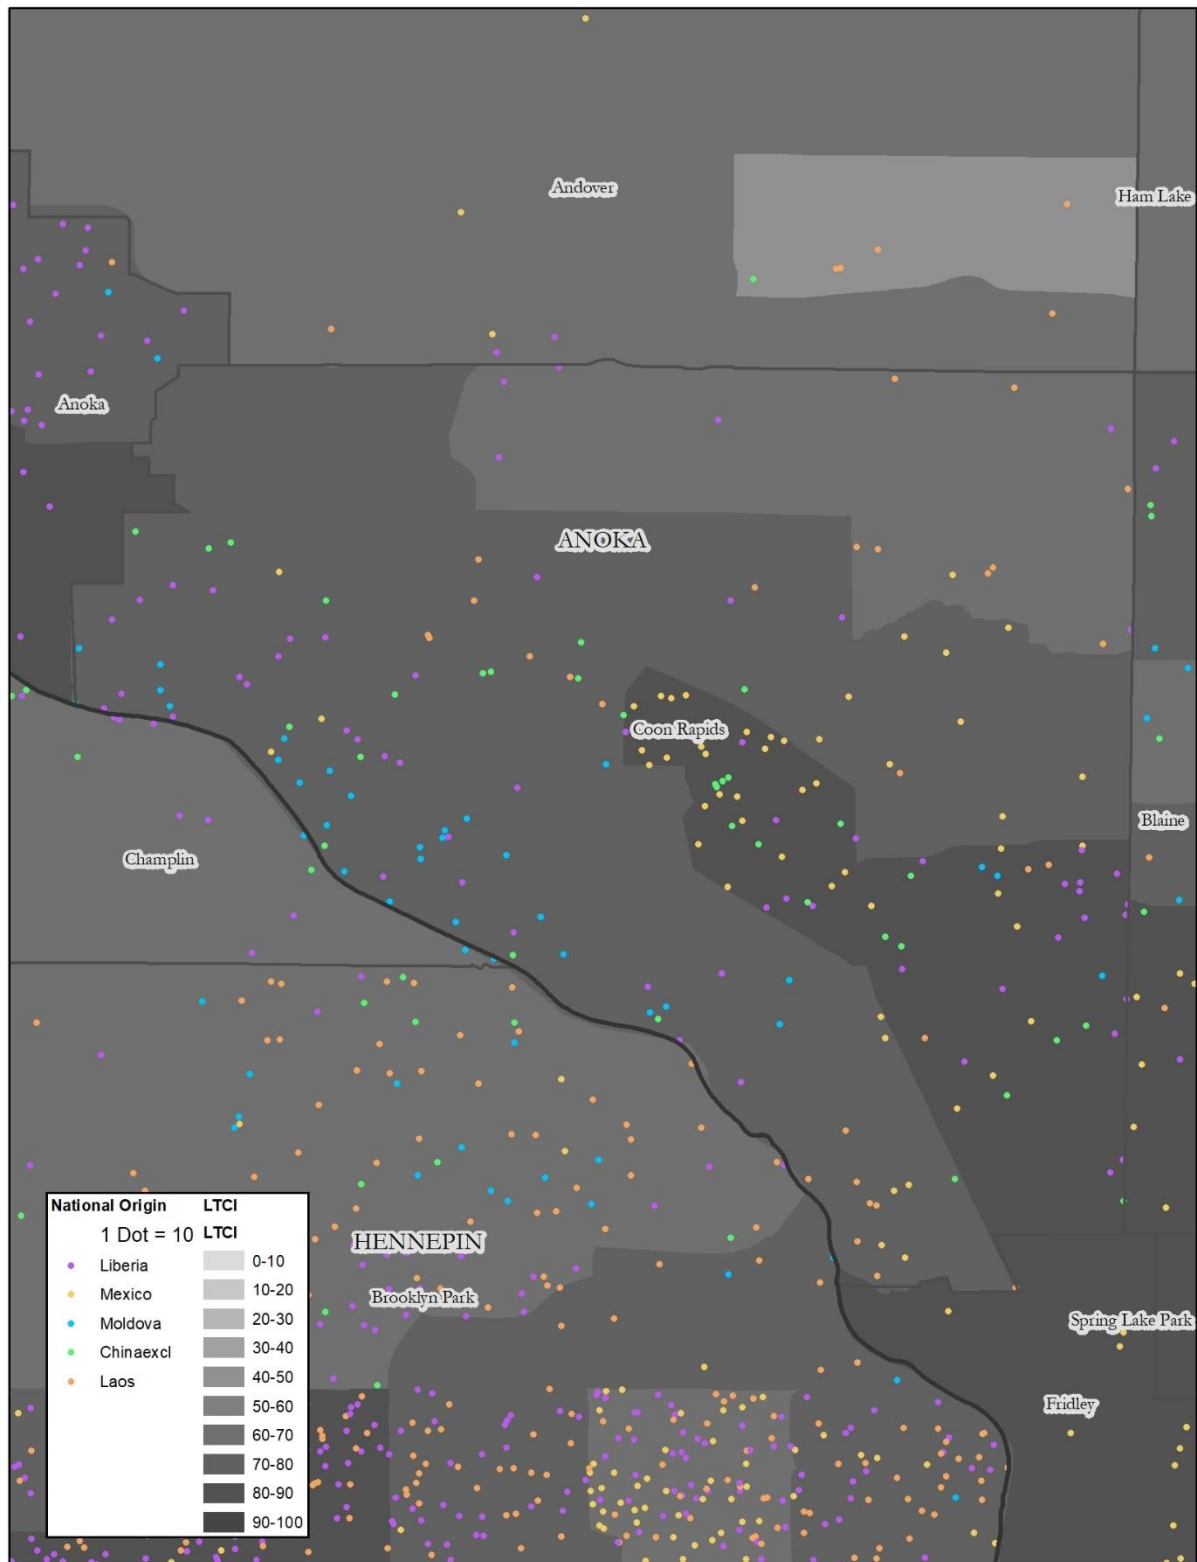 Andover
Ham Lake
Anoka
ANOKA
Coon Rapids
Blaine
Champlin
HENNEPIN
Brooklyn Park
Spring Lake Park
Fridley
National Origin LTCI
1 Dot = 10 LTCI
Liberia
Mexico
Moldova
Chinaexcl
Laos
0-10
10-20
20-30
30-40
40-50
50-60
60-70
70-80
80-90
90-100